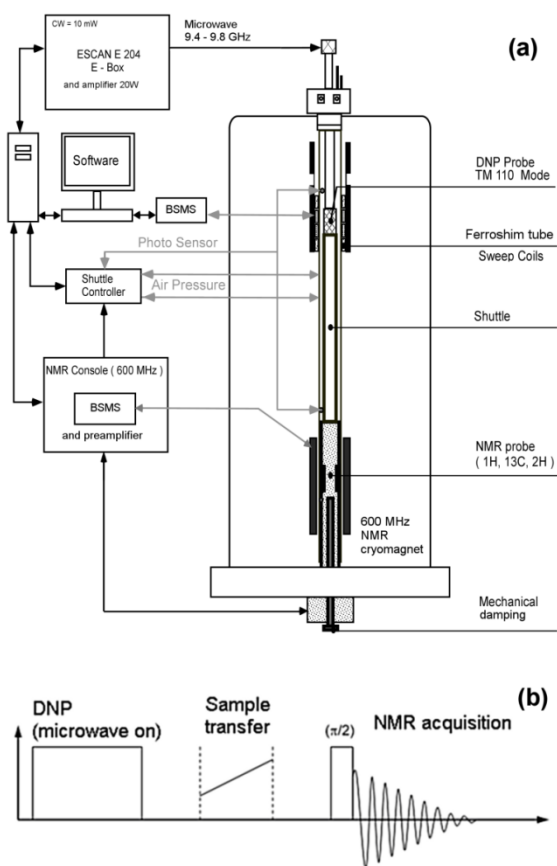 CW = 10 mW
ESCAN E 204
E - Box
and amplifier 20W
Microwave
9.4 - 9.8 GHz
(a)
Software
BSMS
DNP Probe
TM 110 Mode
Ferroshim tube
Sweep Coils
Photo Sensor
Shuttle
Controller
Air Pressure
Shuttle
NMR Console ( 600 MHz )
BSMS
and preamplifier
NMR probe
( 1H, 13C, 2H )
600 MHz
NMR
cryomagnet
Mechanical
damping
(b)
DNP
(microwave on)
Sample
transfer
(π/2)
NMR acquisition